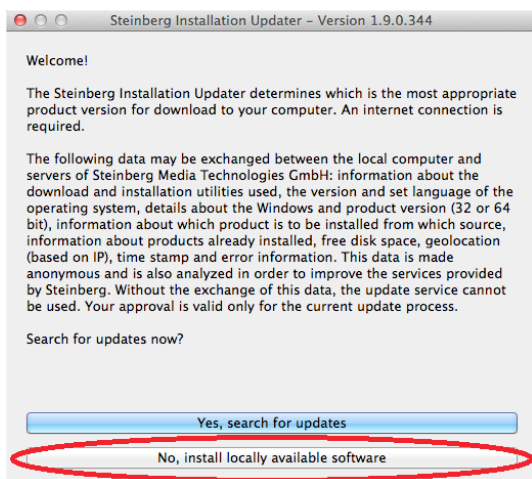 Steinberg Installation Updater – Version 1.9.0.344
Welcome!
The Steinberg Installation Updater determines which is the most appropriate
product version for download to your computer. An internet connection is
required.
The following data may be exchanged between the local computer and
servers of Steinberg Media Technologies GmbH: information about the
download and installation utilities used, the version and set language of the
operating system, details about the Windows and product version (32 or 64
bit), information about which product is to be installed from which source,
information about products already installed, free disk space, geolocation
(based on IP), time stamp and error information. This data is made
anonymous and is also analyzed in order to improve the services provided
by Steinberg. Without the exchange of this data, the update service cannot
be used. Your approval is valid only for the current update process.
Search for updates now?
Yes, search for updates
No, install locally available software